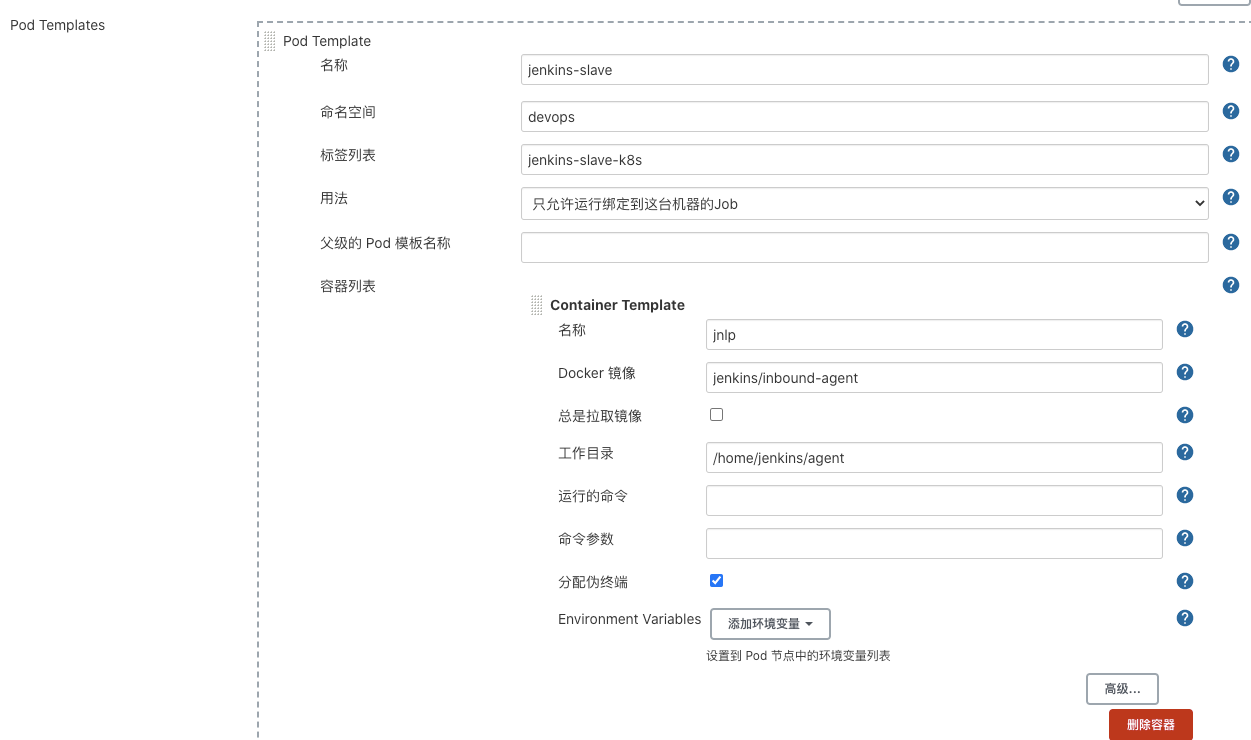 Pod Templates
Pod Template
名称
jenkins-slave
命名空间
devops
标签列表
jenkins-slave-k8s
用法
只允许运行绑定到这台机器的Job
父级的 Pod 模板名称
容器列表
Container Template
名称
jnlp
Docker 镜像
jenkins/inbound-agent
总是拉取镜像
工作目录
/home/jenkins/agent
运行的命令
命令参数
分配伪终端
Environment Variables
添加环境变量
设置到 Pod 节点中的环境变量列表
高级...
删除容器